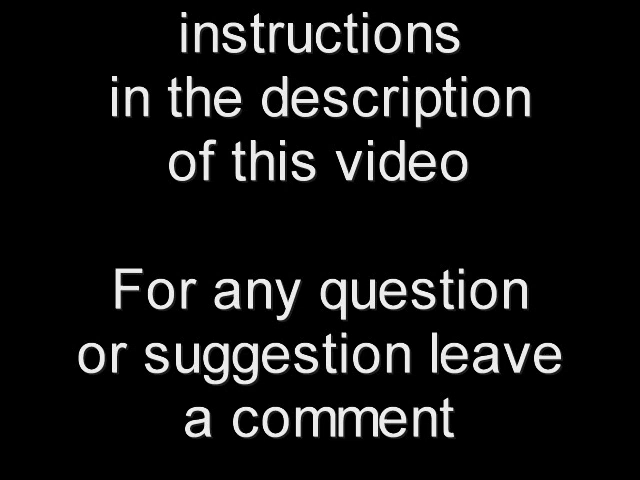 instructions
in the description
of this video
For any question
or suggestion leave
a comment